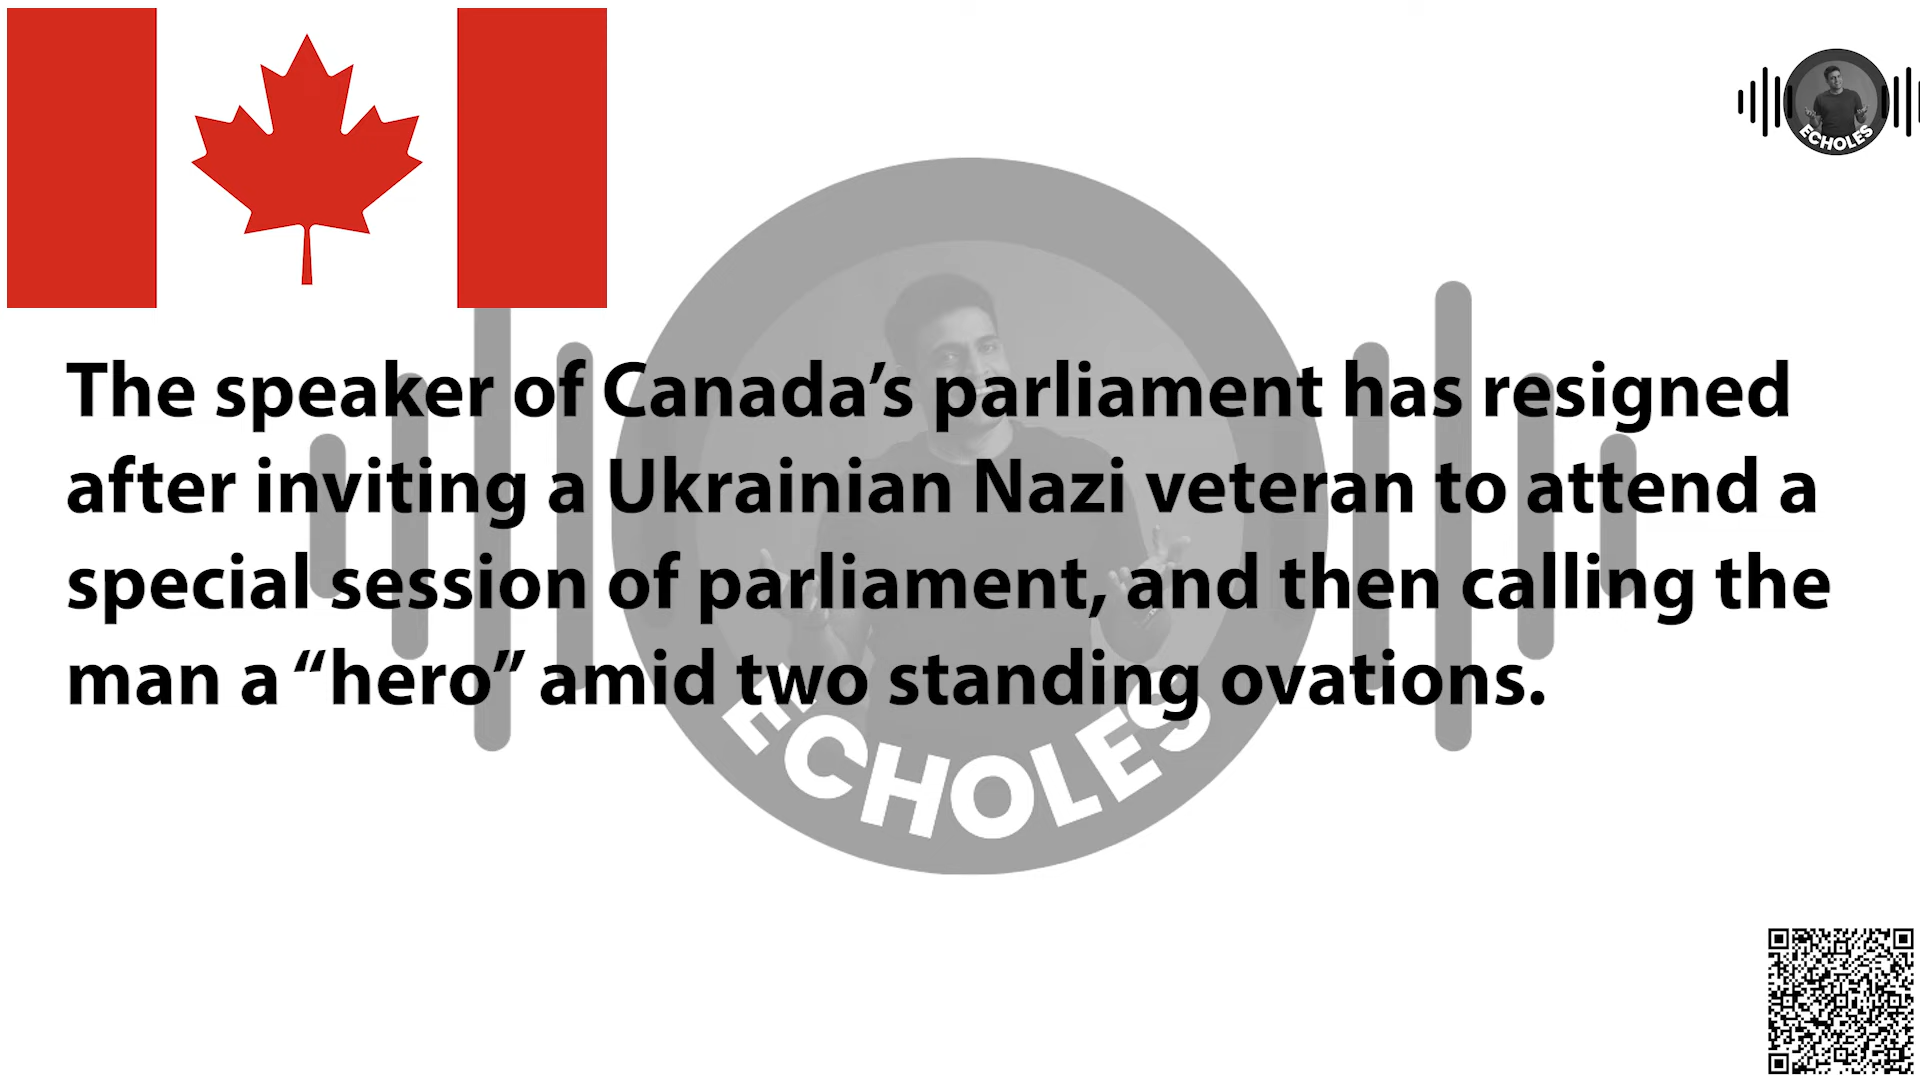 ECHOLES
The speaker of Canada’s parliament has resigned
after inviting a Ukrainian Nazi veteran to attend a
special session of parliament, and then calling the
man a “hero” amid two standing ovations.
ECHOLES